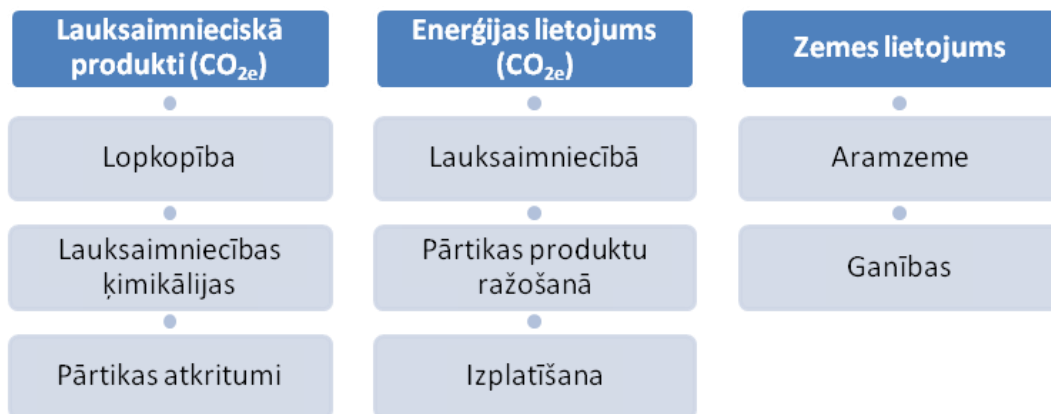 Lauksaimnieciskā
produkti (CO₂ₑ)
Lopkopība
Lauksaimniecības
ķimikālijas
Pārtikas atkritumi
Enerģijas lietojums
(CO₂ₑ)
Lauksaimniecībā
Pārtikas produktu
ražošanā
Izplatīšana
Zemes lietojums
Aramzeme
Ganības